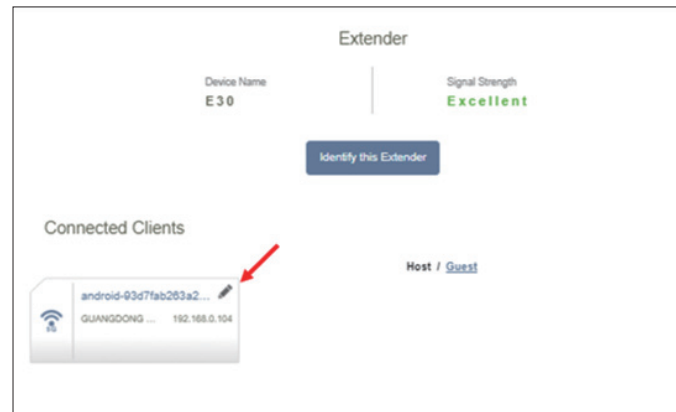 Extender
Device Name
Signal Strength
E30
Excellent
Identify this Extender
Connected Clients
Host / Guest
android-93d7fab263a2...
GUANGDONG ...
192.168.0.104